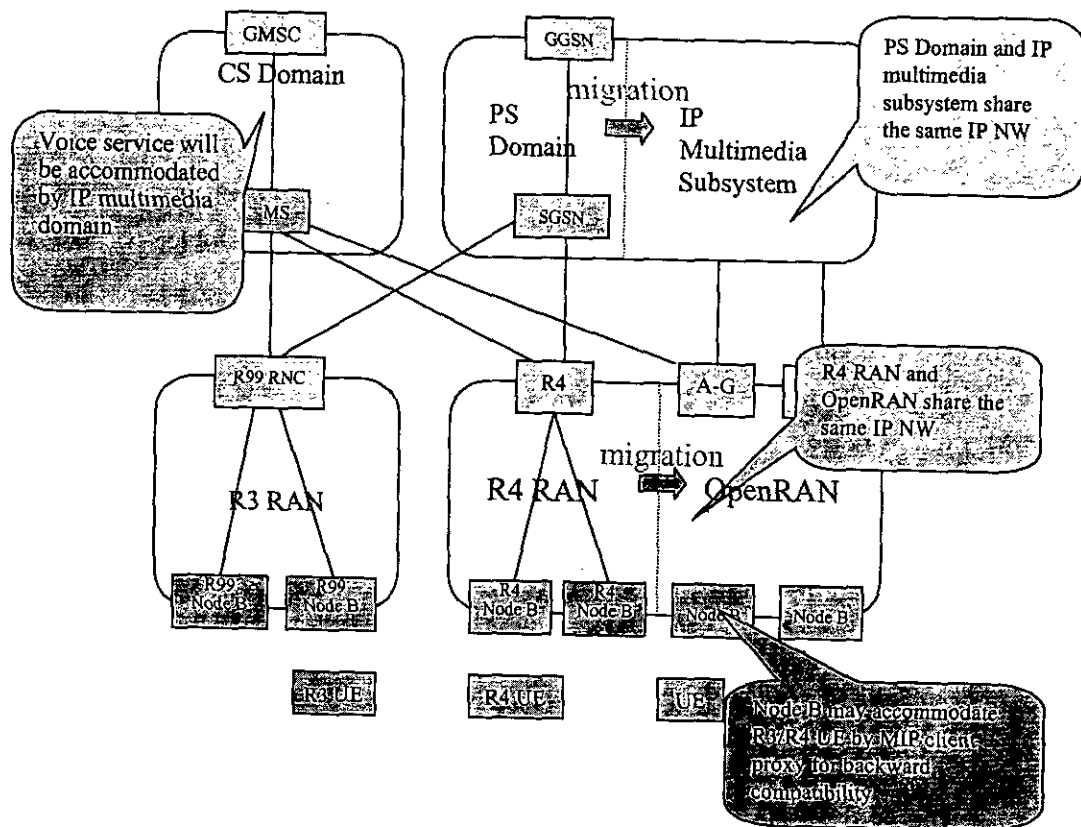 GMSC
CS Domain
Voice service will
be accommodated
by IP multimedia
domain
MS
GGSN
migration
PS
Domain
IP
Multimedia
Subsystem
SGSN
PS Domain and IP
multimedia
subsystem share
the same IP NW
R99 RNC
R4
A-G
R4 RAN and
OpenRAN share the
same IP NW
R3 RAN
migration
R4 RAN
OpenRAN
R99
Node B
R99
Node B
R4
Node B
R4
Node B
Node B
Node B
R3 UE
R4 UE
UE
Node B may accommodate
R3/R4 UE by MIP client
proxy for backward
compatibility